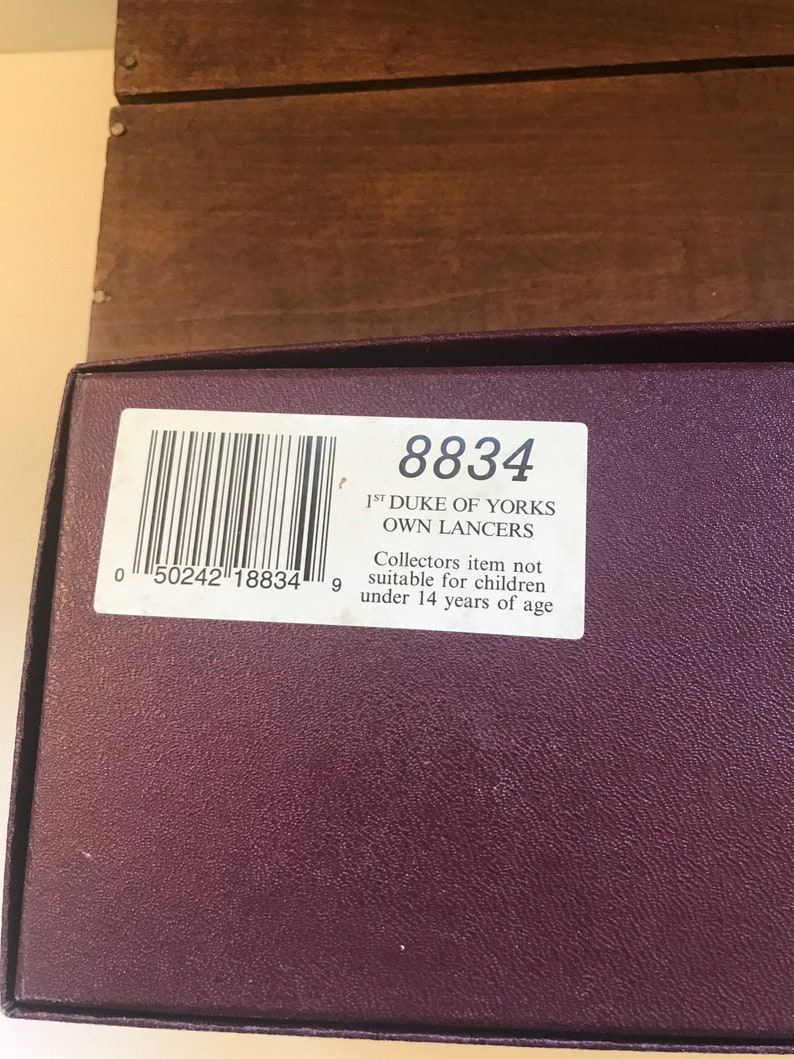 8834
1ST DUKE OF YORKS
OWN LANCERS
Collectors item not
suitable for children
under 14 years of age
0 50242 18834 9